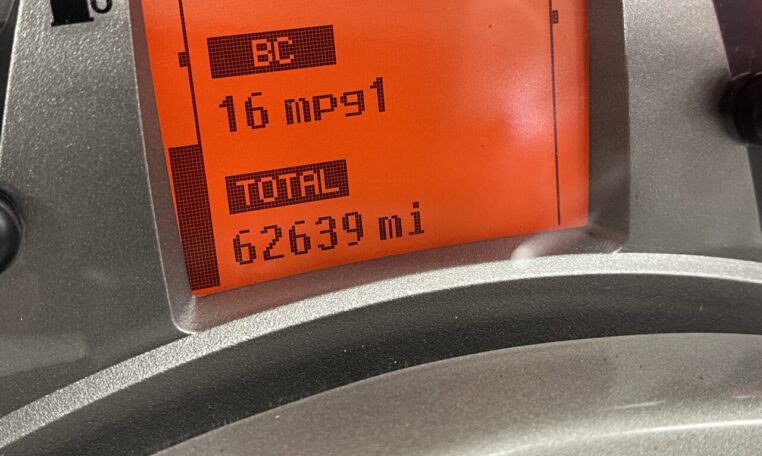 BC
16 mpg1
TOTAL
62639 mi